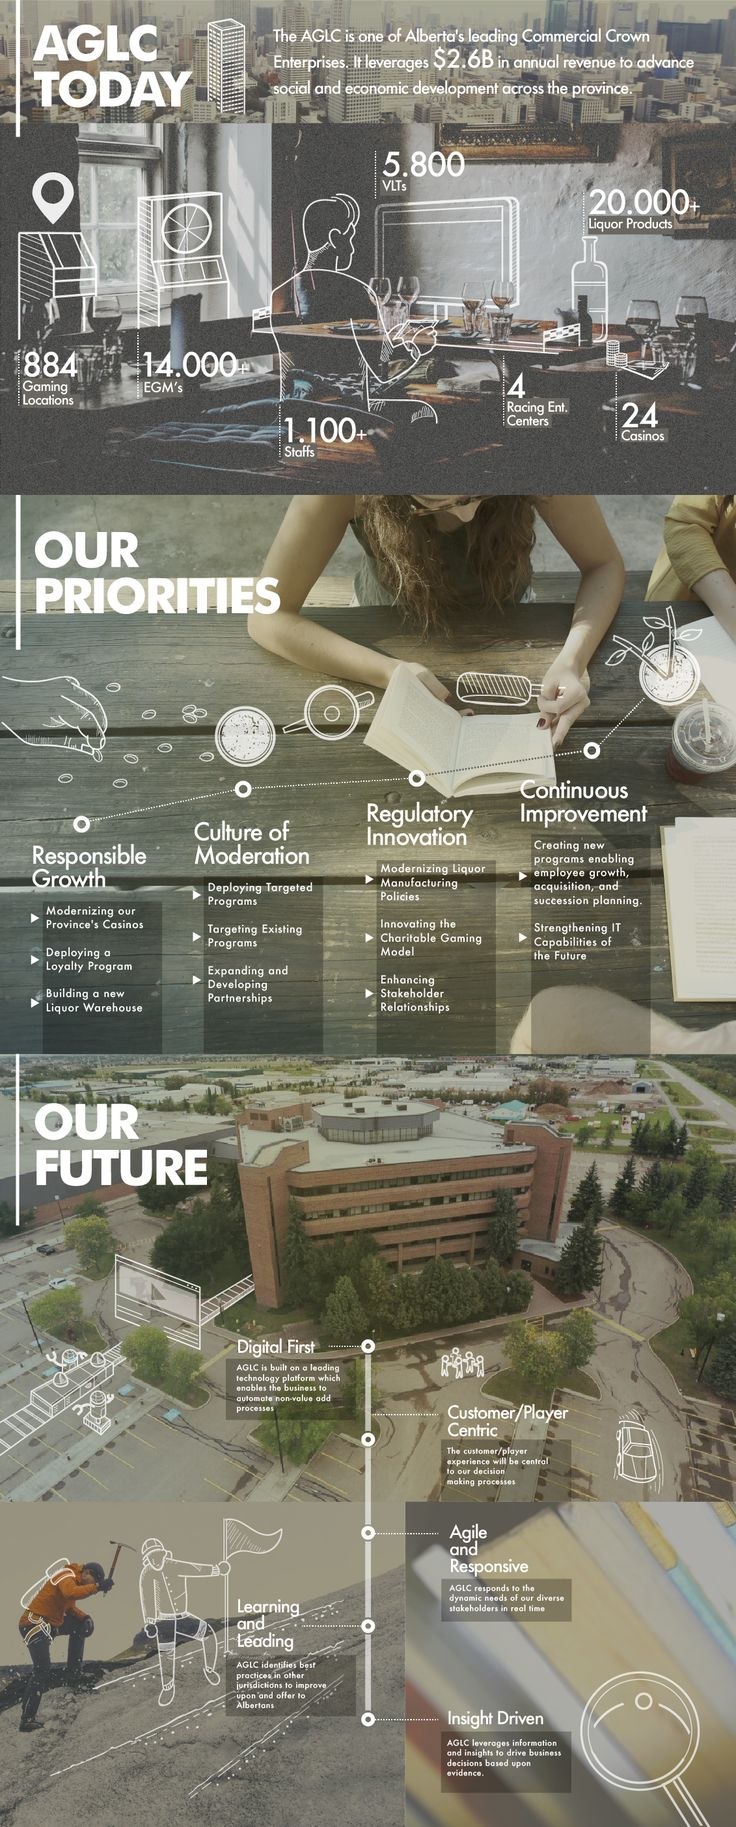 AGLC
TODAY
The AGLC is one of Alberta's leading Commercial Crown
Enterprises. It leverages $2.6B in annual revenue to advance
social and economic development across the province.
5.800
VLTs
20.000+
Liquor Products
884
Gaming
Locations
14.000+
EGM's
1.100+
Staffs
4
Racing Ent.
Centers
24
Casinos
OUR
PRIORITIES
Responsible
Growth
Modernizing our
Province's Casinos
Deploying a
Loyalty Program
Building a new
Liquor Warehouse
Culture of
Moderation
Deploying Targeted
Programs
Targeting Existing
Programs
Expanding and
Developing
Partnerships
Regulatory
Innovation
Modernizing Liquor
Manufacturing
Policies
Innovating the
Charitable Gaming
Model
Enhancing
Stakeholder
Relationships
Continuous
Improvement
Creating new
programs enabling
employee growth,
acquisition, and
succession planning.
Strengthening IT
Capabilities of
the Future
OUR
FUTURE
Digital First
AGLC is built on a leading
technology platform which
enables the business to
automate non-value add
processes
Customer/Player
Centric
The customer/player
experience will be central
to our decision
making processes
Agile
and
Responsive
AGLC responds to the
dynamic needs of our diverse
stakeholders in real time
Learning
and
Leading
AGLC identifies best
practices in other
jurisdictions to improve
upon and offer to
Albertans
Insight Driven
AGLC leverages information
and insights to drive business
decisions based upon
evidence.